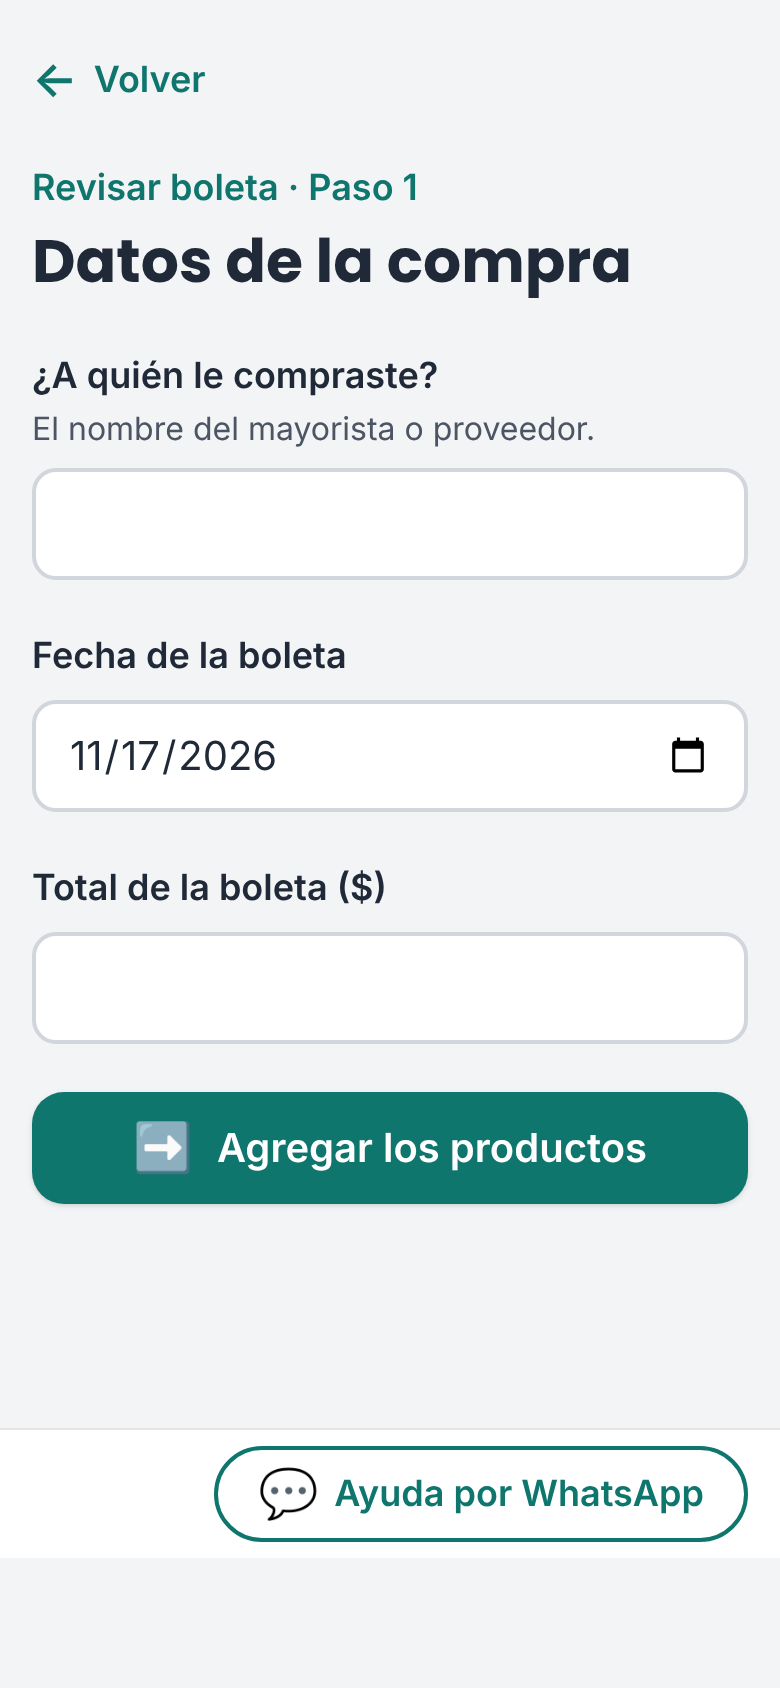 Volver
Revisar boleta · Paso 1
Datos de la compra
¿A quién le compraste?
El nombre del mayorista o proveedor.
Fecha de la boleta
11/17/2026
Total de la boleta ($)
Agregar los productos
Ayuda por WhatsApp